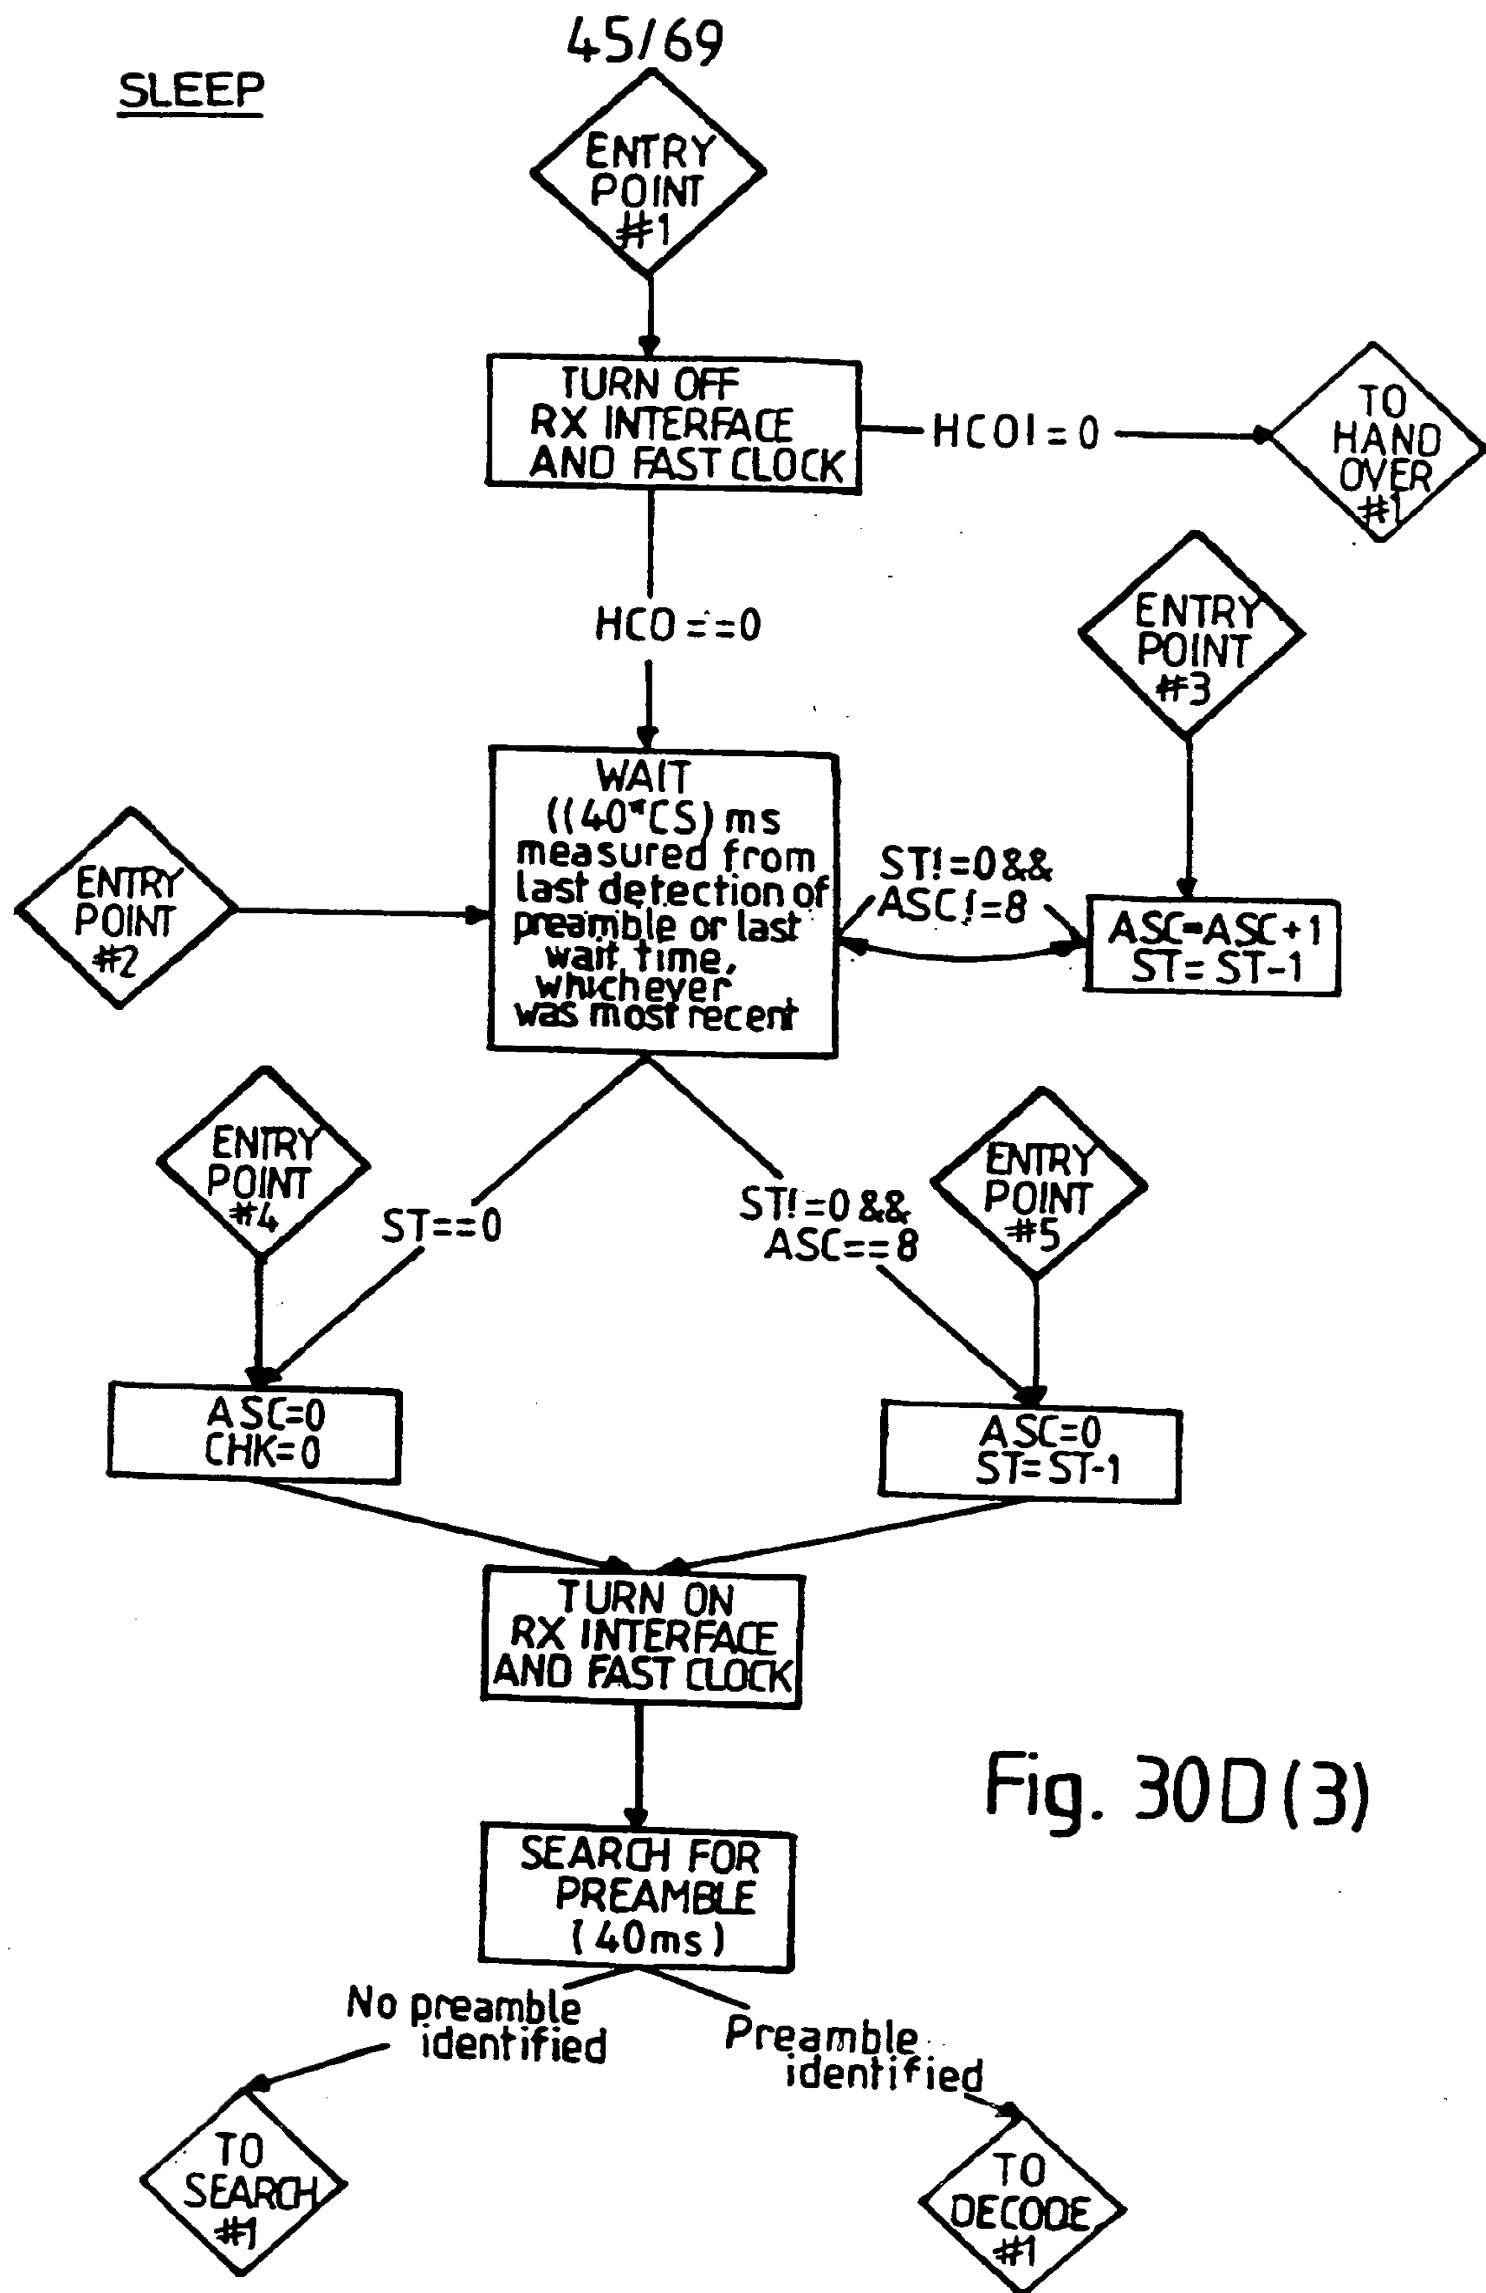 45/69
SLEEP
ENTRY
POINT
#1
TURN OFF
RX INTERFACE
AND FAST CLOCK
HCO!=0
TO
HAND
OVER
#1
HCO==0
ENTRY
POINT
#3
WAIT
((40*CS) ms
measured from
last detection of
preamble or last
wait time,
whichever
was most recent
ENTRY
POINT
#2
ST!=0 &&
ASC!=8
ASC=ASC+1
ST=ST-1
ENTRY
POINT
#4
ST==0
ST!=0 &&
ASC==8
ENTRY
POINT
#5
ASC=0
CHK=0
ASC=0
ST=ST-1
TURN ON
RX INTERFACE
AND FAST CLOCK
Fig. 30D(3)
SEARCH FOR
PREAMBLE
(40ms)
No preamble
identified
Preamble
identified
TO
SEARCH
#1
TO
DECODE
#1